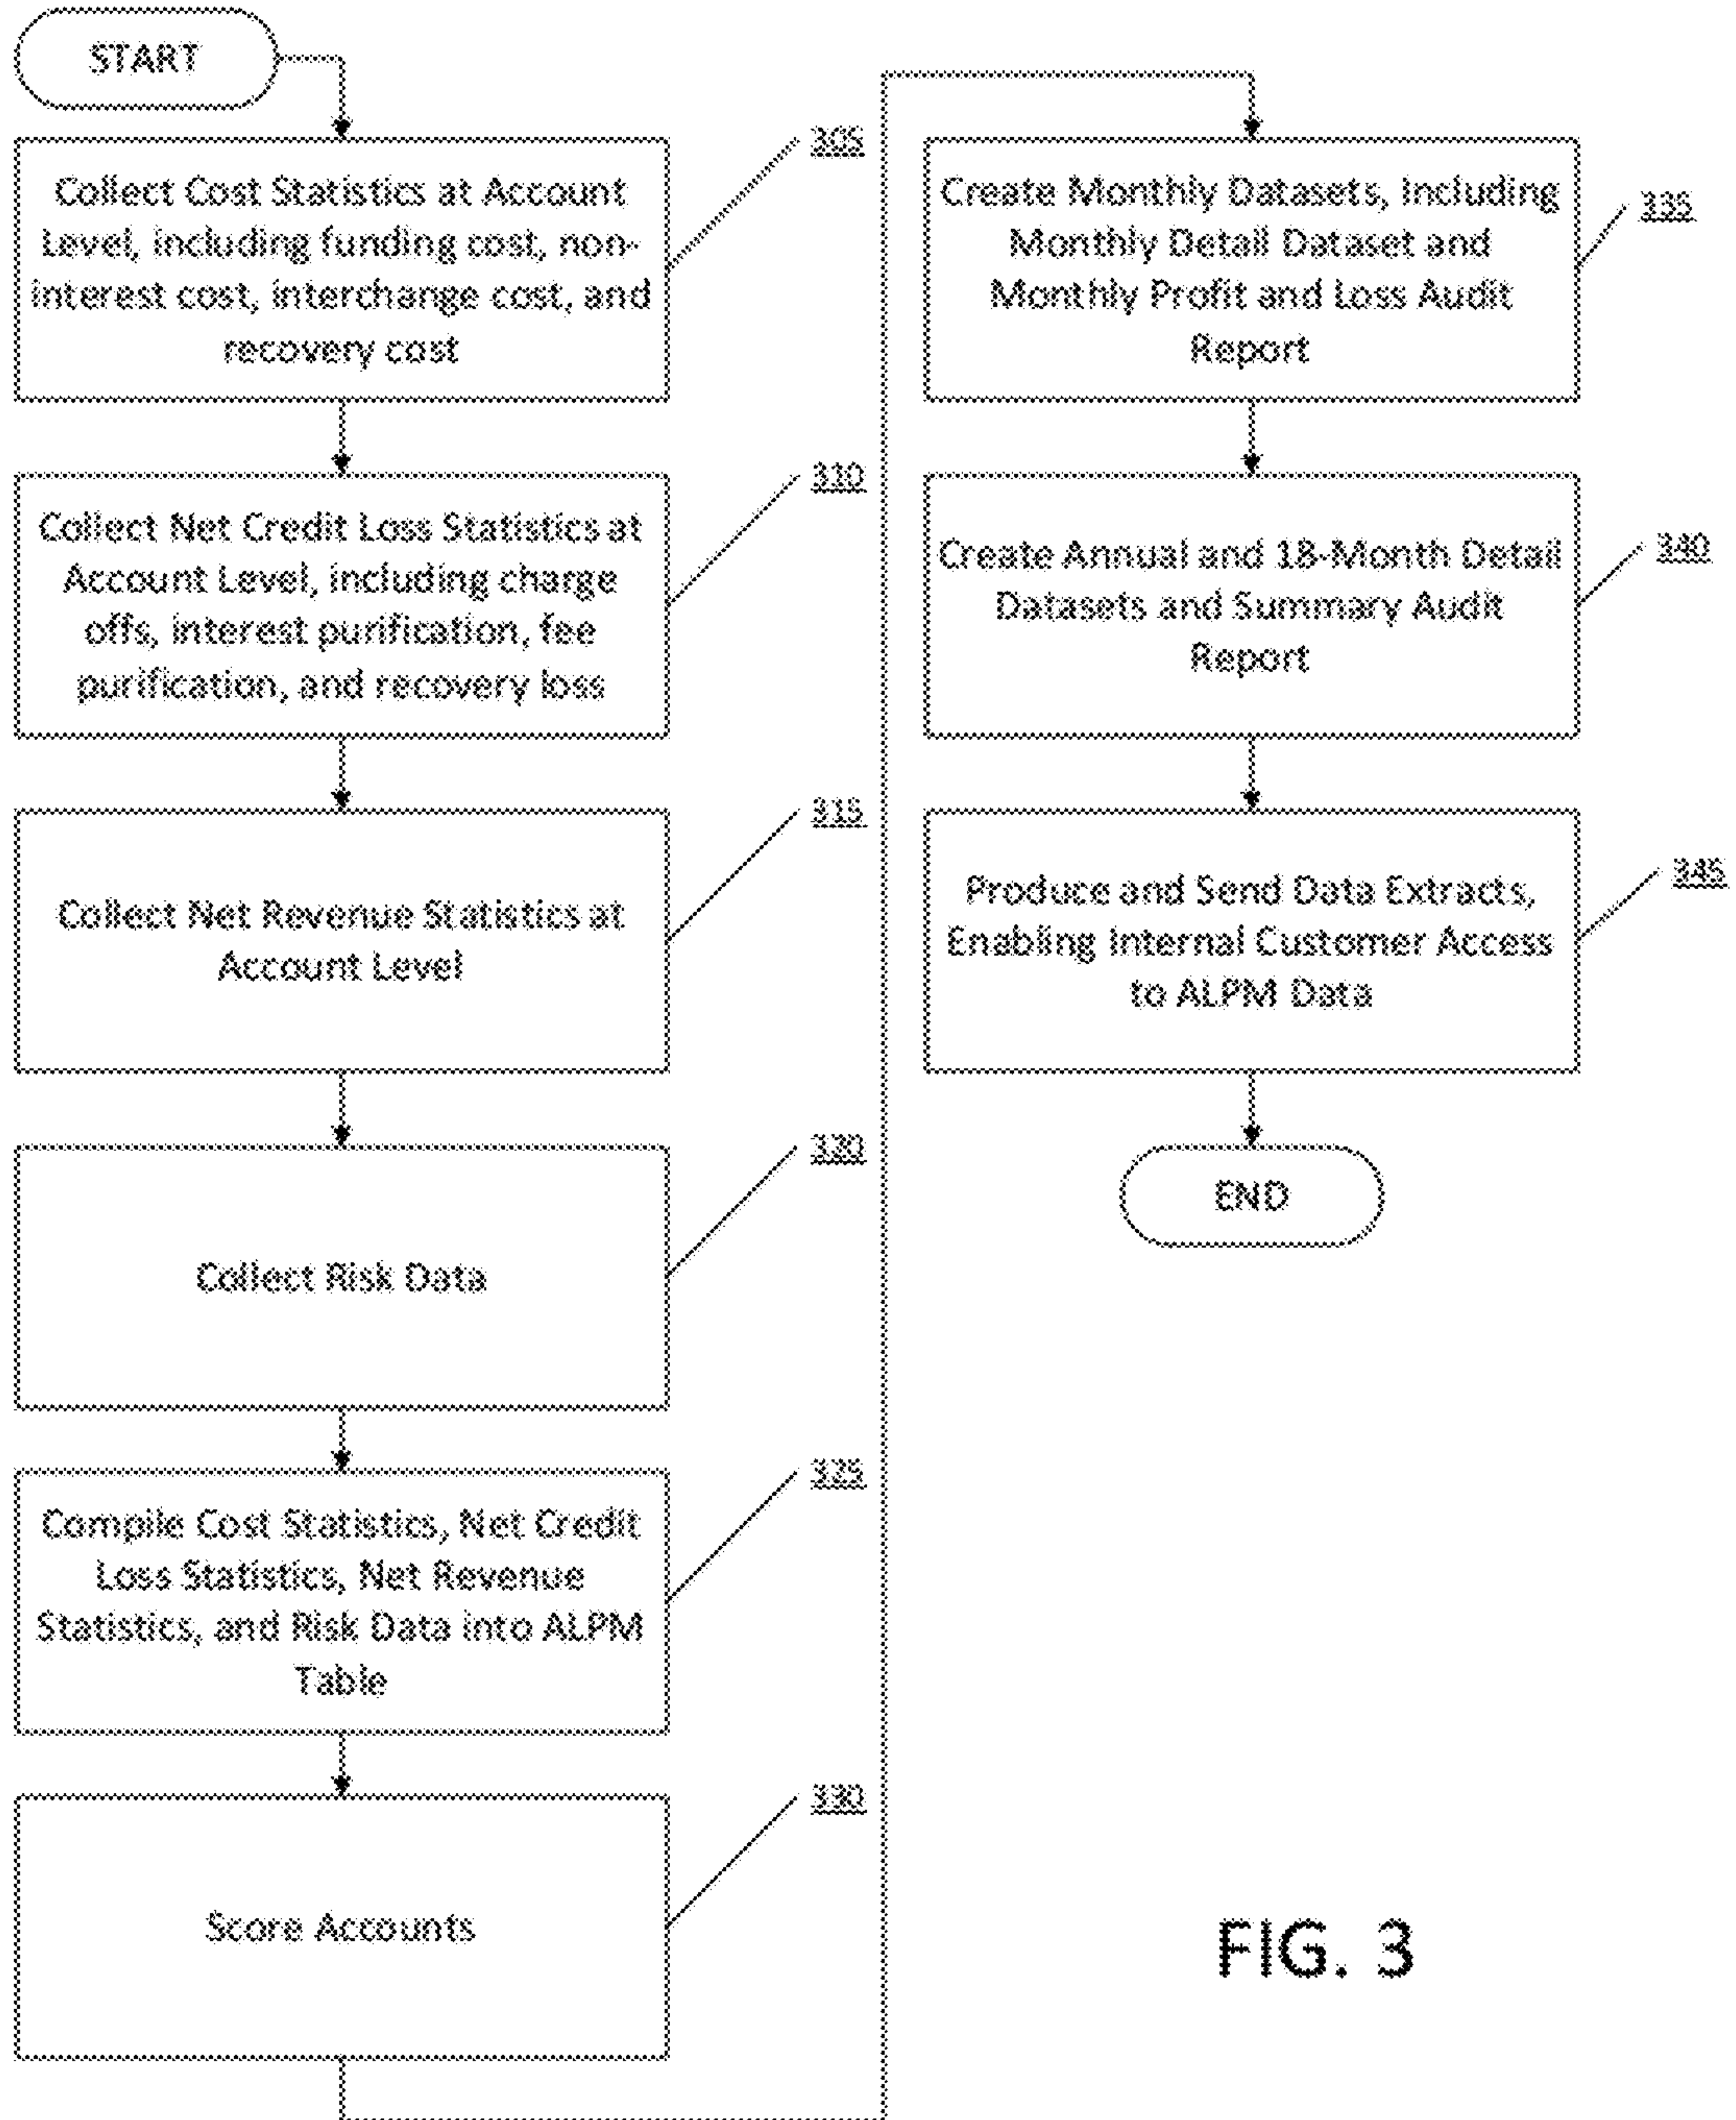 START
305
Collect Cost Statistics at Account
Level, including funding cost, non-
interest cost, interchange cost, and
recovery cost
310
Collect Net Credit Loss Statistics at
Account Level, including charge
offs, interest purification, fee
purification, and recovery loss
315
Collect Net Revenue Statistics at
Account Level
320
Collect Risk Data
325
Compile Cost Statistics, Net Credit
Loss Statistics, Net Revenue
Statistics, and Risk Data into ALPM
Table
330
Score Accounts
335
Create Monthly Datasets, Including
Monthly Detail Dataset and
Monthly Profit and Loss Audit
Report
340
Create Annual and 18-Month Detail
Datasets and Summary Audit
Report
345
Produce and Send Data Extracts,
Enabling Internal Customer Access
to ALPM Data
END
FIG. 3